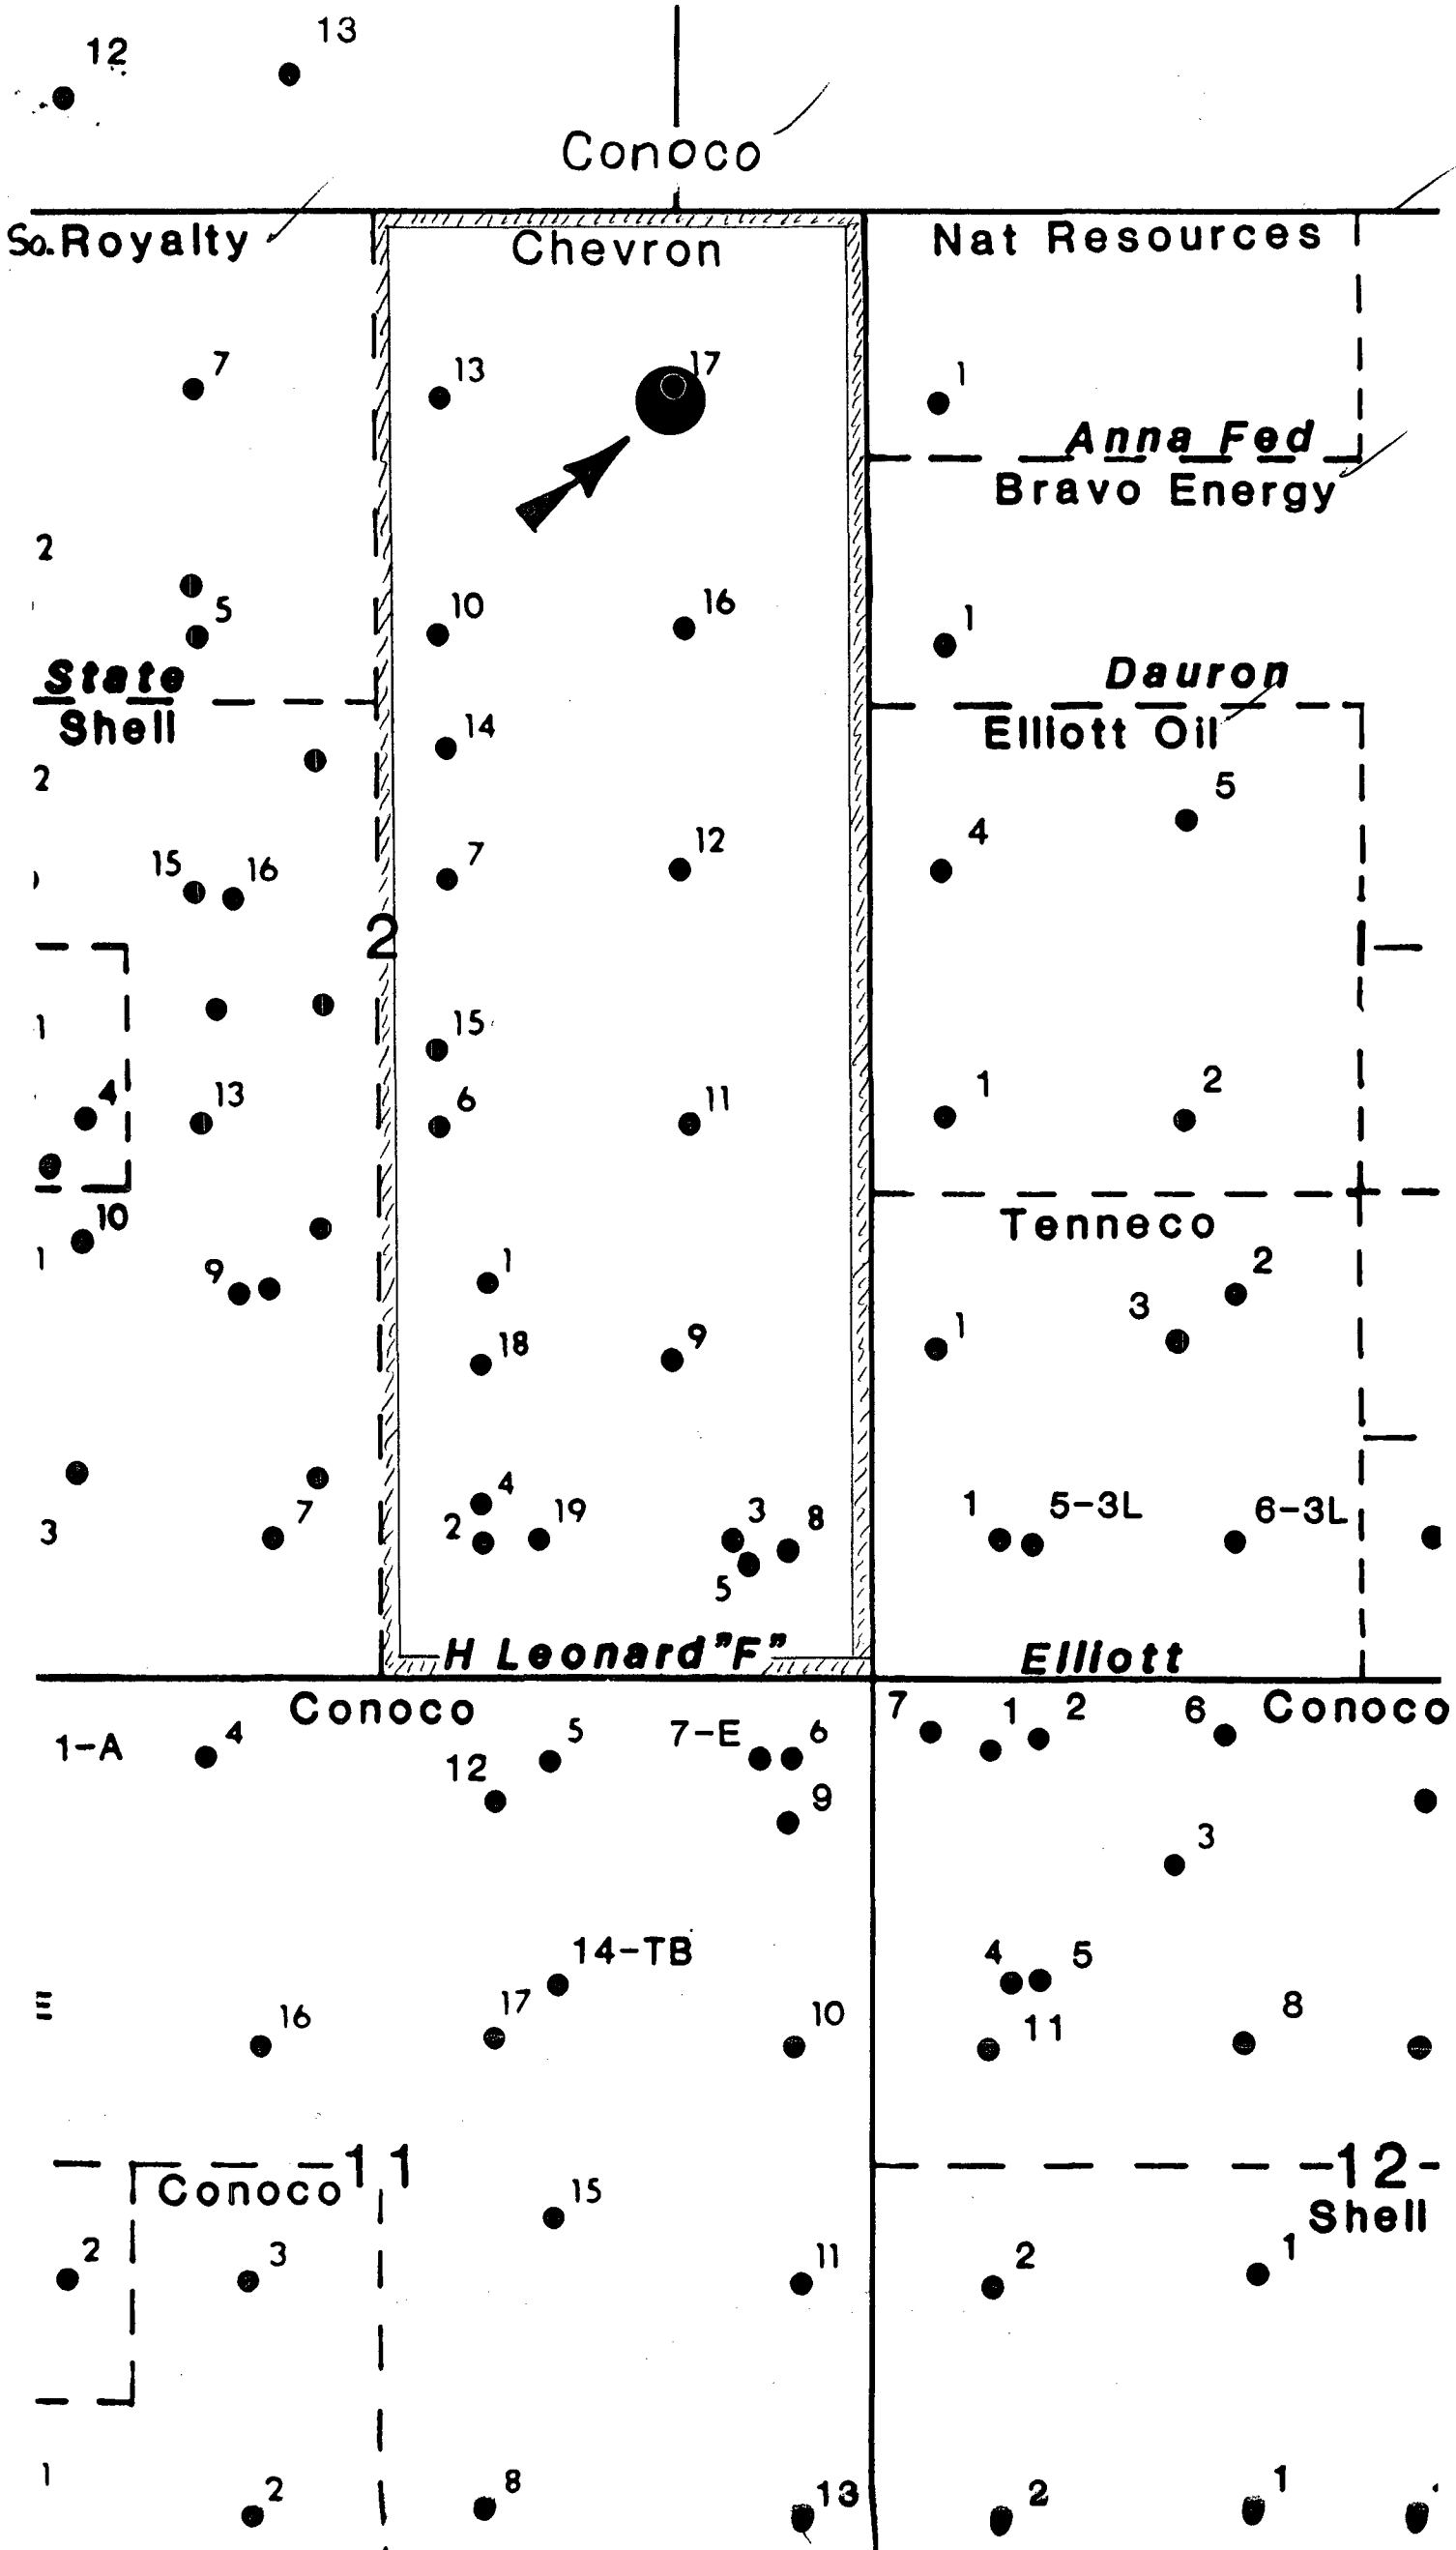 12 13
Conoco
So. Royalty Chevron Nat Resources
7 13 17 1
Anna Fed
Bravo Energy
2
5 10 16 1
State Dauron
Shell Elliott Oil
14
2 5
4
15 16 7 12
2
15
1
4 13 6 11 1 2
10 Tenneco
1 9 1 2
3 1
18 9
4
3 7 2 19 3 8 1 5-3L 6-3L
5
H Leonard "F" Elliott
Conoco 7 1 2 6 Conoco
1-A 4 5 7-E 6
12 9
3
14-TB 4 5
16 17 10 11 8
11 12
Conoco Shell
15
2 3 11 2 1
1 2 8 13 2 1